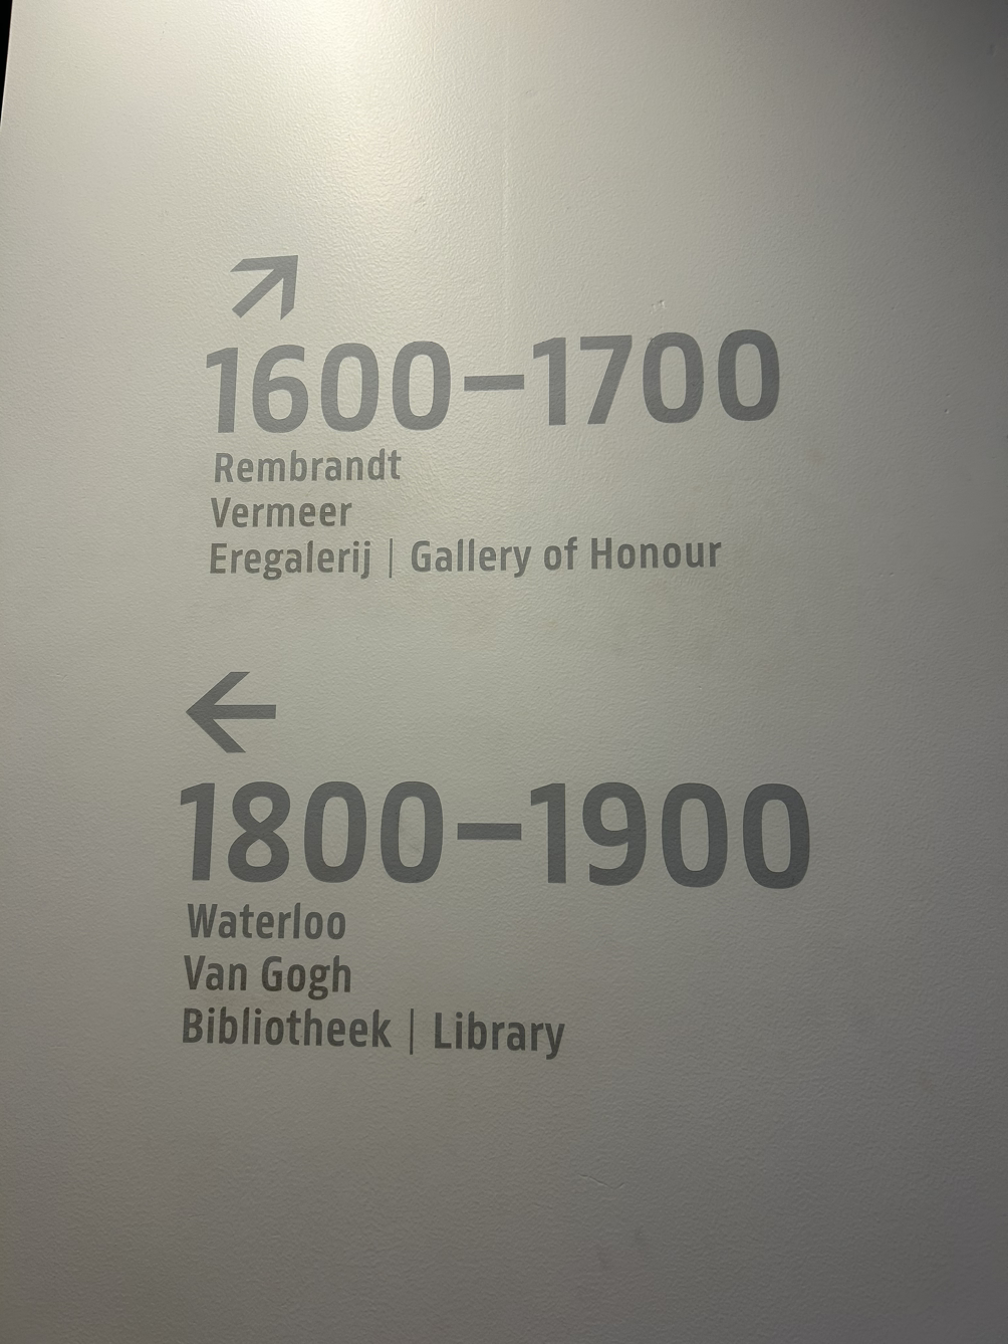 1600–1700
Rembrandt
Vermeer
Eregalerij | Gallery of Honour
1800–1900
Waterloo
Van Gogh
Bibliotheek | Library